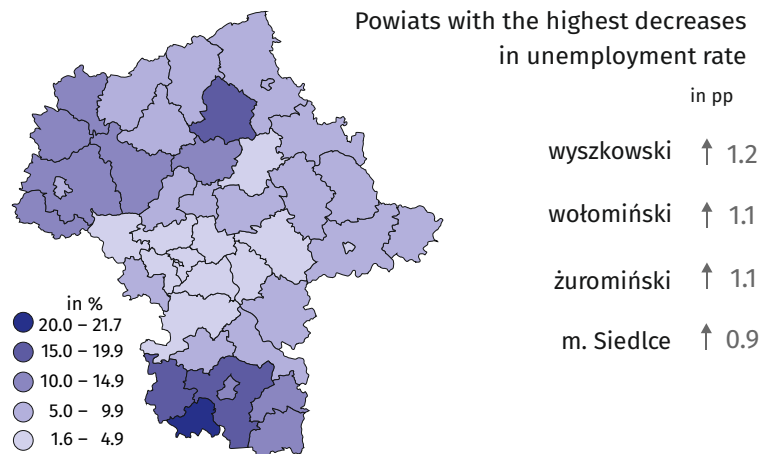 Powiats with the highest decreases
in unemployment rate
in pp
wyszkowski ↑ 1.2
wołomiński ↑ 1.1
żuromiński ↑ 1.1
m. Siedlce ↑ 0.9
in %
20.0 – 21.7
15.0 – 19.9
10.0 – 14.9
5.0 – 9.9
1.6 – 4.9